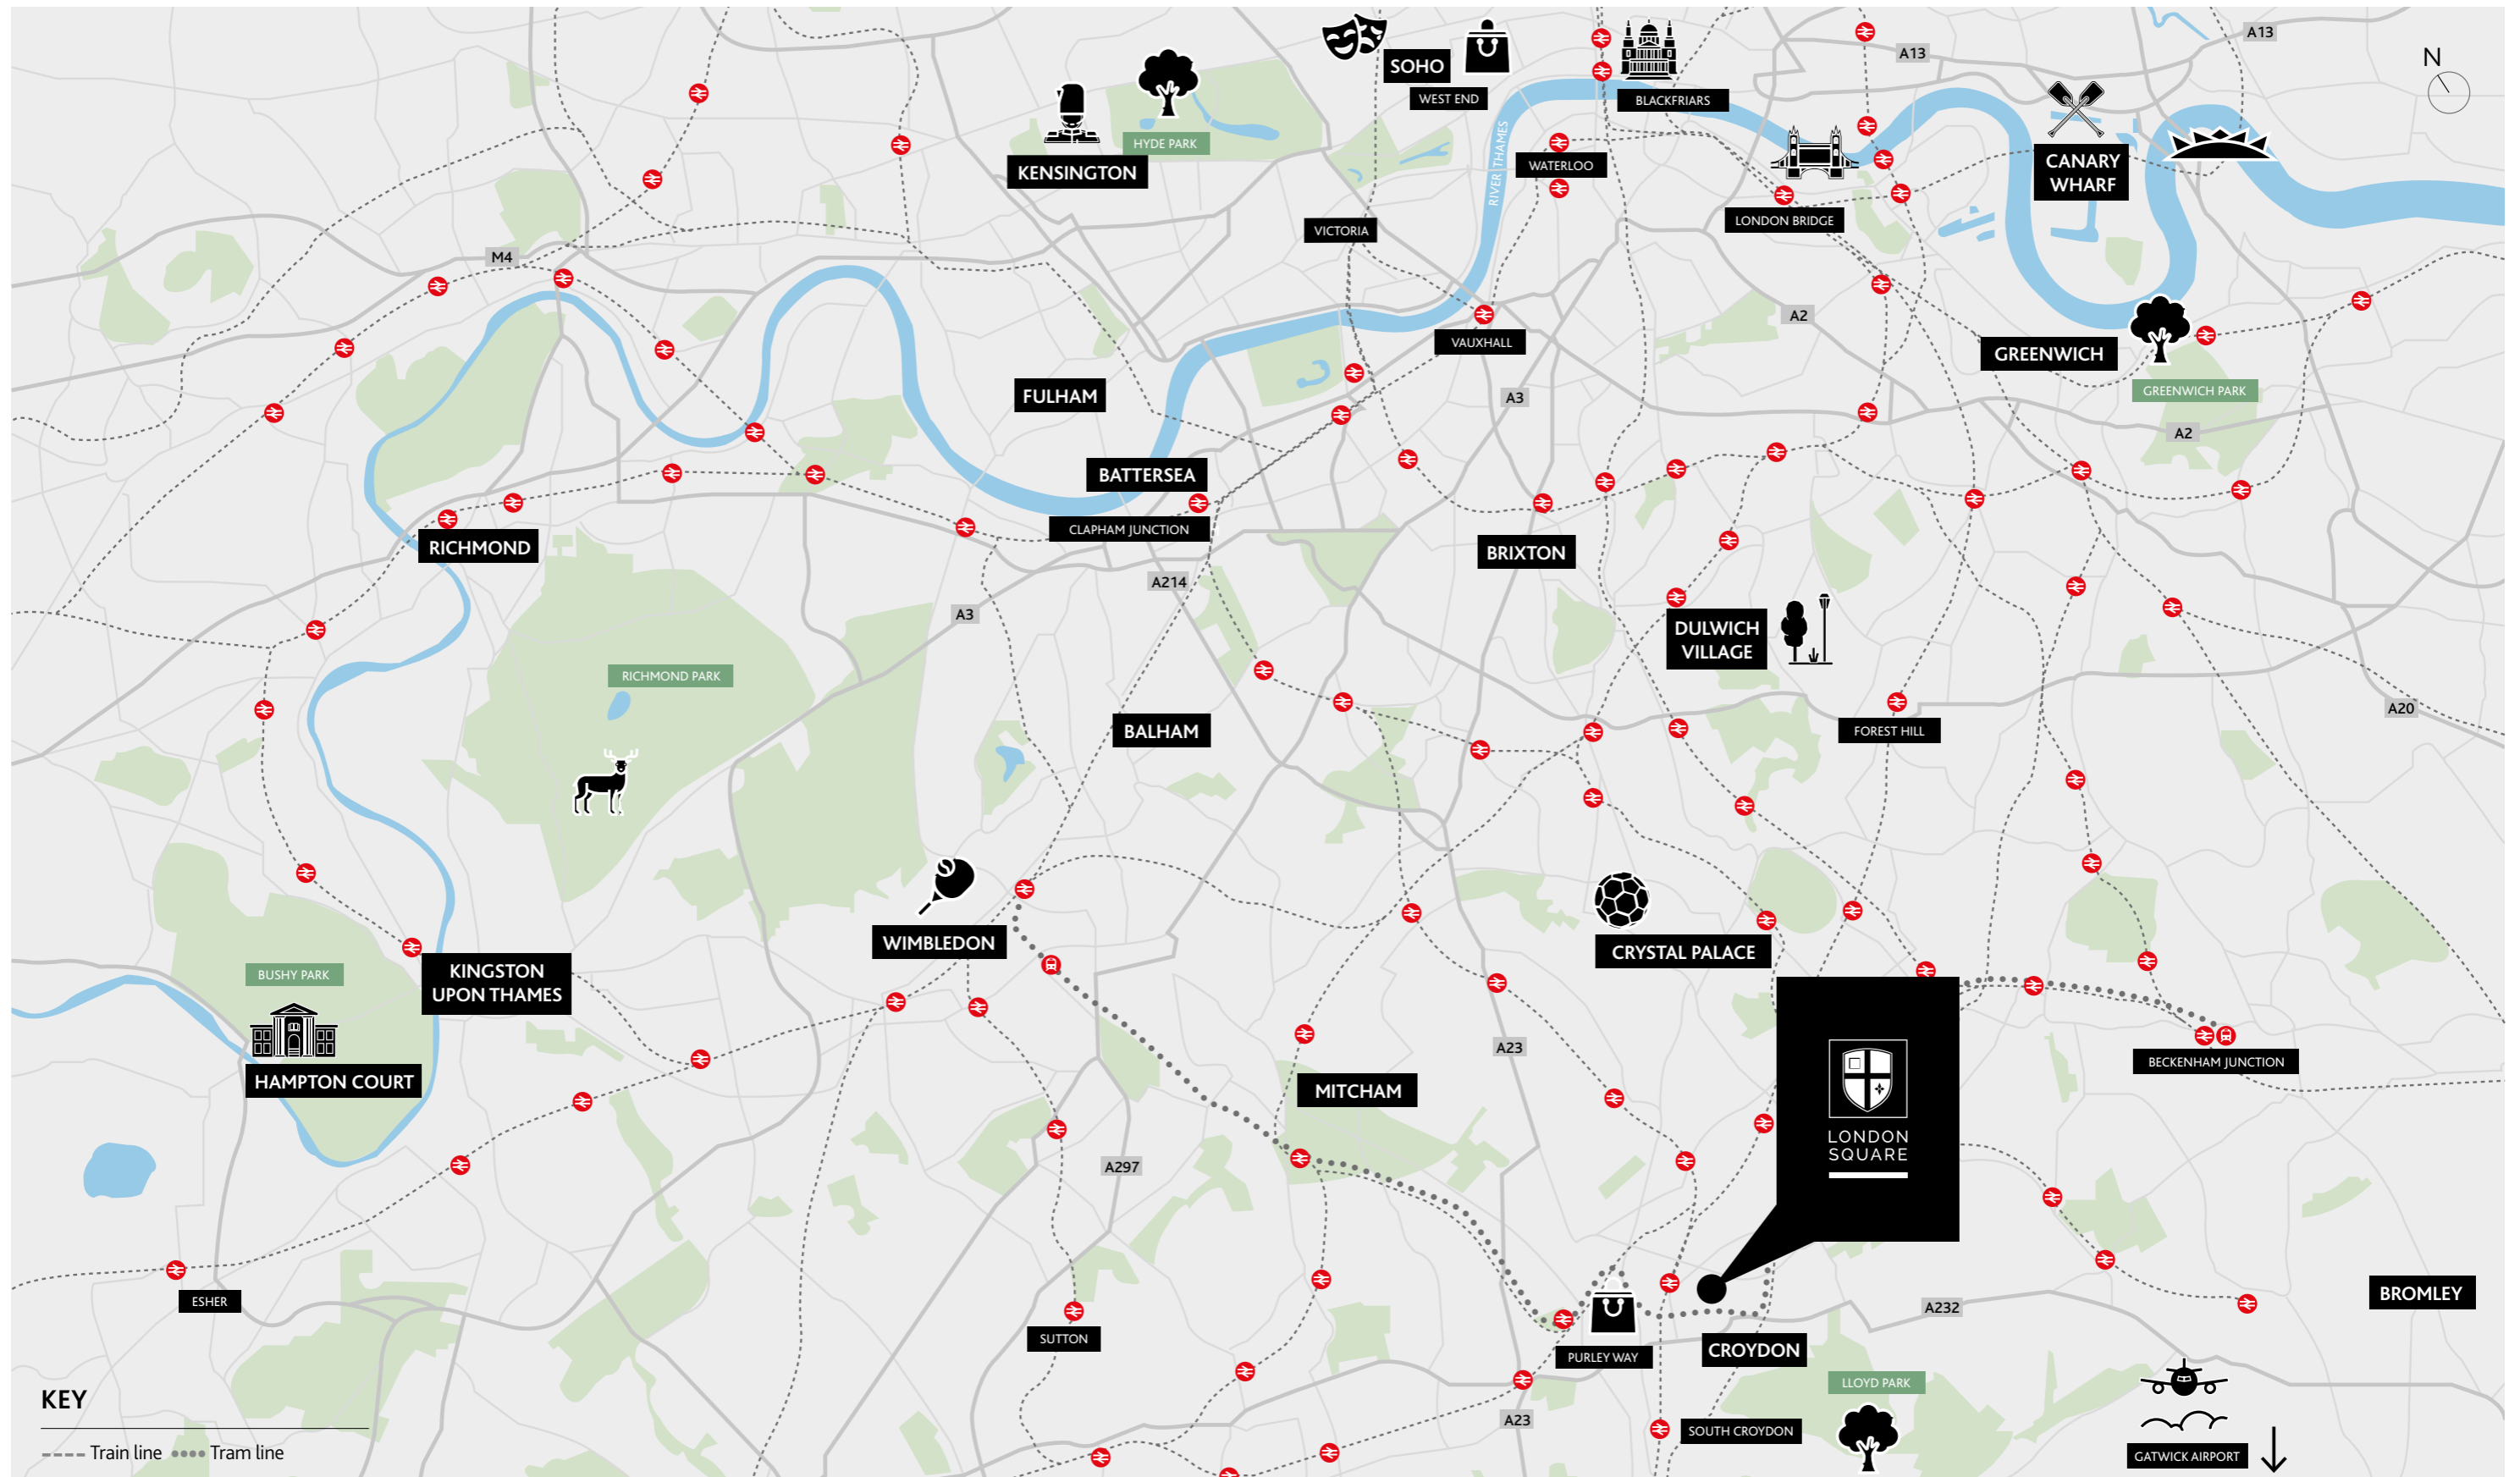 SOHO
WEST END
BLACKFRIARS
A13
A13
N
HYDE PARK
KENSINGTON
RIVER THAMES
WATERLOO
CANARY
WHARF
LONDON BRIDGE
VICTORIA
M4
A2
VAUXHALL
GREENWICH
GREENWICH PARK
FULHAM
A3
A2
BATTERSEA
CLAPHAM JUNCTION
RICHMOND
BRIXTON
A214
A3
DULWICH
VILLAGE
RICHMOND PARK
A20
BALHAM
FOREST HILL
WIMBLEDON
CRYSTAL PALACE
BUSHY PARK
KINGSTON
UPON THAMES
A23
BECKENHAM JUNCTION
HAMPTON COURT
MITCHAM
LONDON
SQUARE
A297
BROMLEY
ESHER
A232
SUTTON
PURLEY WAY
CROYDON
LLOYD PARK
KEY
A23
SOUTH CROYDON
Train line
Tram line
GATWICK AIRPORT